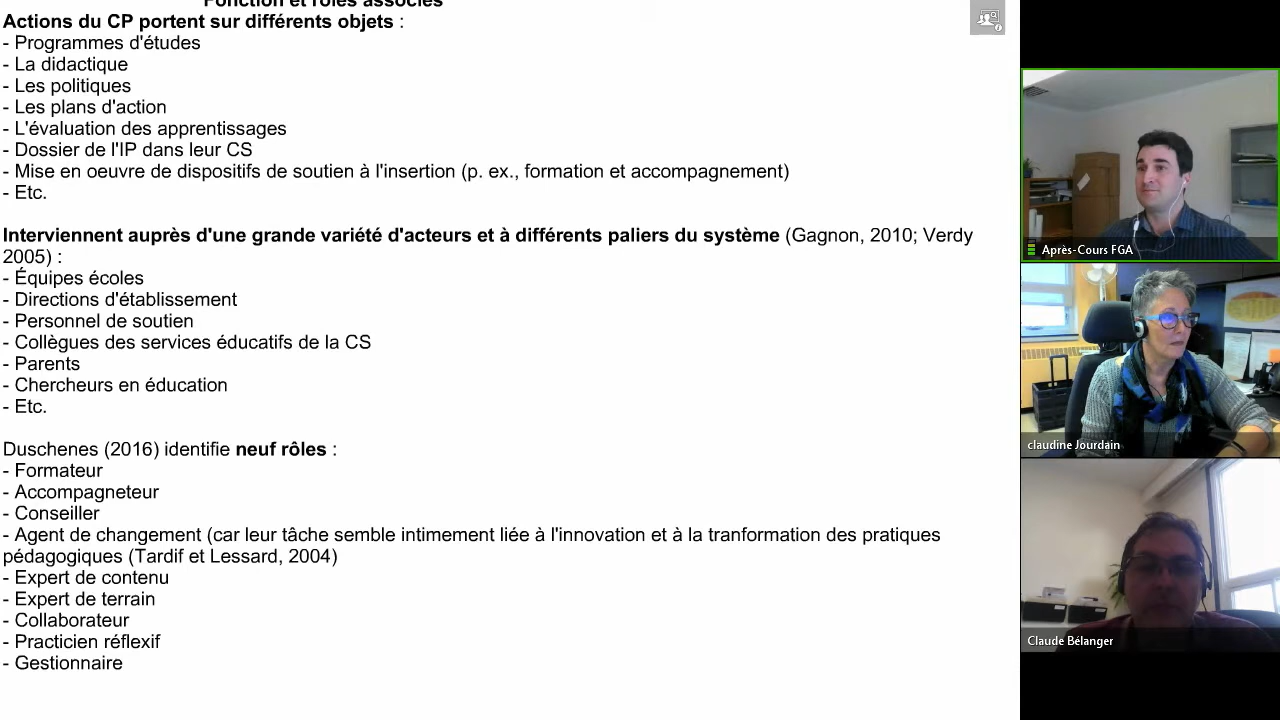 Fonction et rôles associés
Actions du CP portent sur différents objets :
- Programmes d'études
- La didactique
- Les politiques
- Les plans d'action
- L'évaluation des apprentissages
- Dossier de l'IP dans leur CS
- Mise en oeuvre de dispositifs de soutien à l'insertion (p. ex., formation et accompagnement)
- Etc.
Interviennent auprès d'une grande variété d'acteurs et à différents paliers du système (Gagnon, 2010; Verdy
2005) :
- Équipes écoles
- Directions d'établissement
- Personnel de soutien
- Collègues des services éducatifs de la CS
- Parents
- Chercheurs en éducation
- Etc.
Duschenes (2016) identifie neuf rôles :
- Formateur
- Accompagneteur
- Conseiller
- Agent de changement (car leur tâche semble intimement liée à l'innovation et à la tranformation des pratiques
pédagogiques (Tardif et Lessard, 2004)
- Expert de contenu
- Expert de terrain
- Collaborateur
- Practicien réflexif
- Gestionnaire
Après-Cours FGA
claudine Jourdain
Claude Bélanger